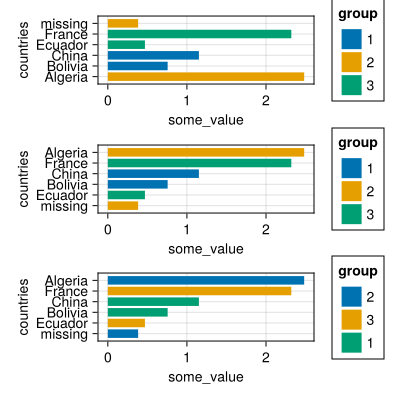 group
missing
France
Ecuador
China
Bolivia
Algeria
countries
1
2
3
0 1 2
some_value
group
Algeria
France
China
Bolivia
Ecuador
missing
countries
1
2
3
0 1 2
some_value
group
Algeria
France
China
Bolivia
Ecuador
missing
countries
2
3
1
0 1 2
some_value